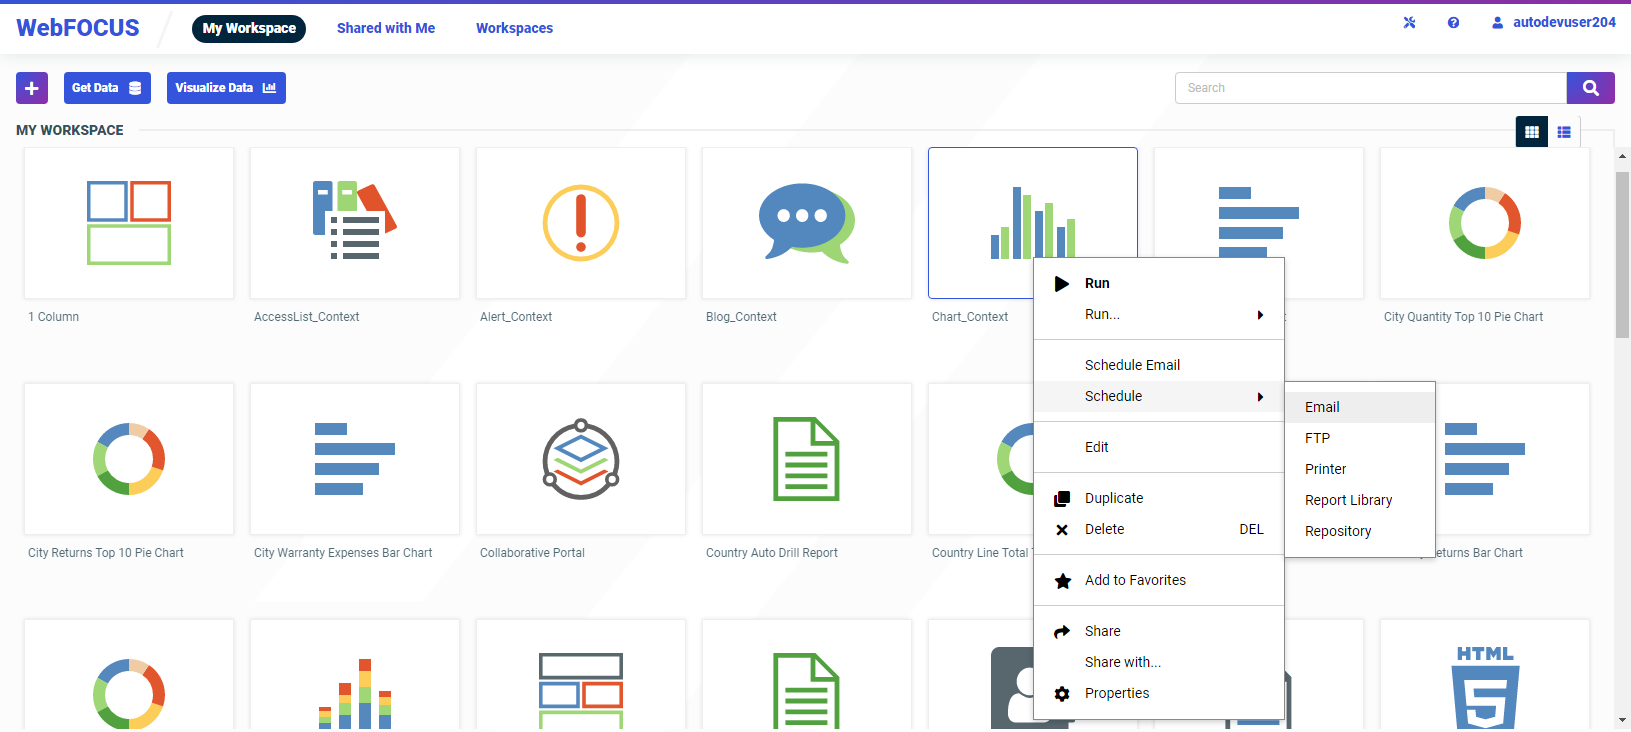 WebFOCUS
My Workspace
Shared with Me
Workspaces
autodevuser204
Get Data
Visualize Data
Search
MY WORKSPACE
1 Column
AccessList_Context
Alert_Context
Blog_Context
Chart_Context
City Quantity Top 10 Pie Chart
Run
Run...
Schedule Email
Schedule
Edit
Duplicate
Delete DEL
Add to Favorites
Share
Share with...
Properties
Email
FTP
Printer
Report Library
Repository
City Returns Top 10 Pie Chart
City Warranty Expenses Bar Chart
Collaborative Portal
Country Auto Drill Report
Country Line Total
eturns Bar Chart
HTML
5